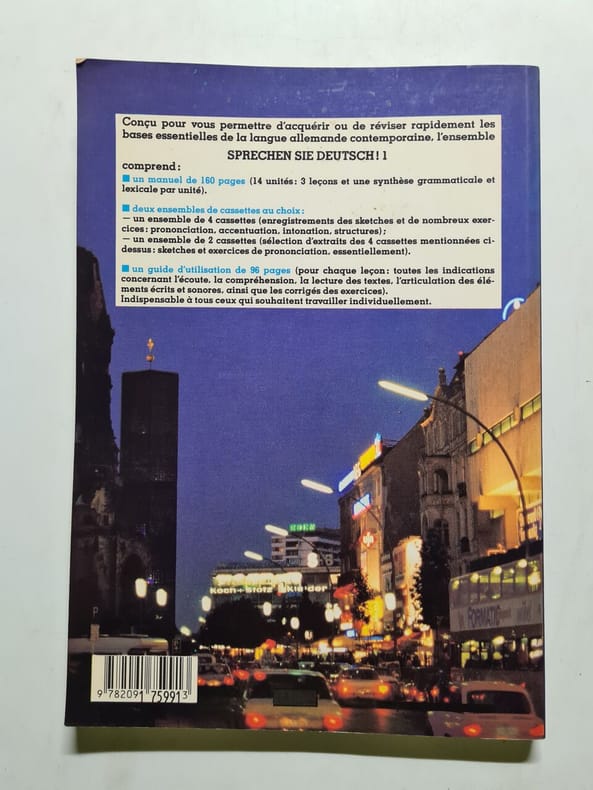 Conçu pour vous permettre d'acquérir ou de réviser rapidement les
bases essentielles de la langue allemande contemporaine, l'ensemble
SPRECHEN SIE DEUTSCH! 1
comprend :
■ un manuel de 160 pages (14 unités : 3 leçons et une synthèse grammaticale et
lexicale par unité).
■ deux ensembles de cassettes au choix :
— un ensemble de 4 cassettes (enregistrements des sketches et de nombreux exer-
cices : prononciation, accentuation, intonation, structures) ;
— un ensemble de 2 cassettes (sélection d'extraits des 4 cassettes mentionnées ci-
dessus : sketches et exercices de prononciation, essentiellement).
■ un guide d'utilisation de 96 pages (pour chaque leçon : toutes les indications
concernant l'écoute, la compréhension, la lecture des textes, l'articulation des élé-
ments écrits et sonores, ainsi que les corrigés des exercices).
Indispensable à tous ceux qui souhaitent travailler individuellement.
FORMATIC
P
9 782091 759913